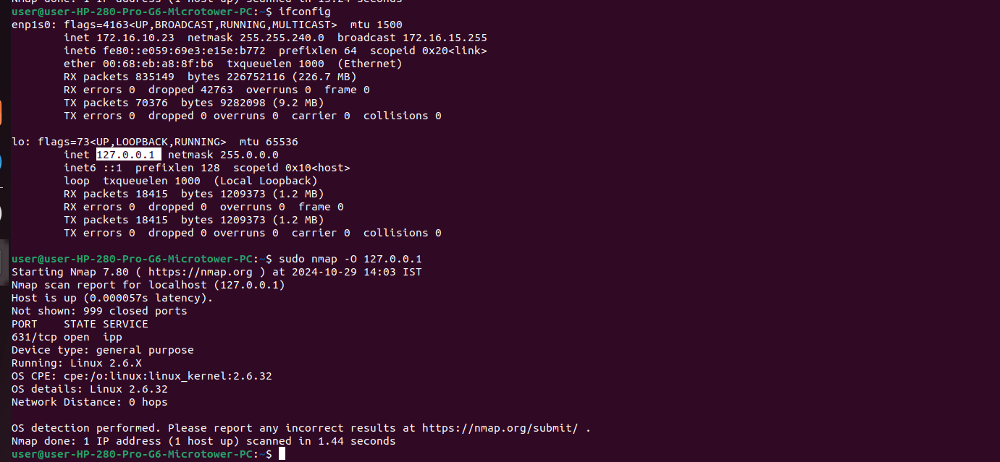 Nmap done: 1 IP address (1 host up) scanned in 13.24 seconds
user@user-HP-280-Pro-G6-Microtower-PC:~$ ifconfig
enp1s0: flags=4163<UP,BROADCAST,RUNNING,MULTICAST>  mtu 1500
        inet 172.16.10.23  netmask 255.255.240.0  broadcast 172.16.15.255
        inet6 fe80::e059:69e3:e15e:b772  prefixlen 64  scopeid 0x20<link>
        ether 00:68:eb:a8:8f:b6  txqueuelen 1000  (Ethernet)
        RX packets 835149  bytes 226752116 (226.7 MB)
        RX errors 0  dropped 42763  overruns 0  frame 0
        TX packets 70376  bytes 9282098 (9.2 MB)
        TX errors 0  dropped 0 overruns 0  carrier 0  collisions 0

lo: flags=73<UP,LOOPBACK,RUNNING>  mtu 65536
        inet 127.0.0.1  netmask 255.0.0.0
        inet6 ::1  prefixlen 128  scopeid 0x10<host>
        loop  txqueuelen 1000  (Local Loopback)
        RX packets 18415  bytes 1209373 (1.2 MB)
        RX errors 0  dropped 0  overruns 0  frame 0
        TX packets 18415  bytes 1209373 (1.2 MB)
        TX errors 0  dropped 0 overruns 0  carrier 0  collisions 0

user@user-HP-280-Pro-G6-Microtower-PC:~$ sudo nmap -O 127.0.0.1
Starting Nmap 7.80 ( https://nmap.org ) at 2024-10-29 14:03 IST
Nmap scan report for localhost (127.0.0.1)
Host is up (0.000057s latency).
Not shown: 999 closed ports
PORT    STATE SERVICE
631/tcp open  ipp
Device type: general purpose
Running: Linux 2.6.X
OS CPE: cpe:/o:linux:linux_kernel:2.6.32
OS details: Linux 2.6.32
Network Distance: 0 hops

OS detection performed. Please report any incorrect results at https://nmap.org/submit/ .
Nmap done: 1 IP address (1 host up) scanned in 1.44 seconds
user@user-HP-280-Pro-G6-Microtower-PC:~$